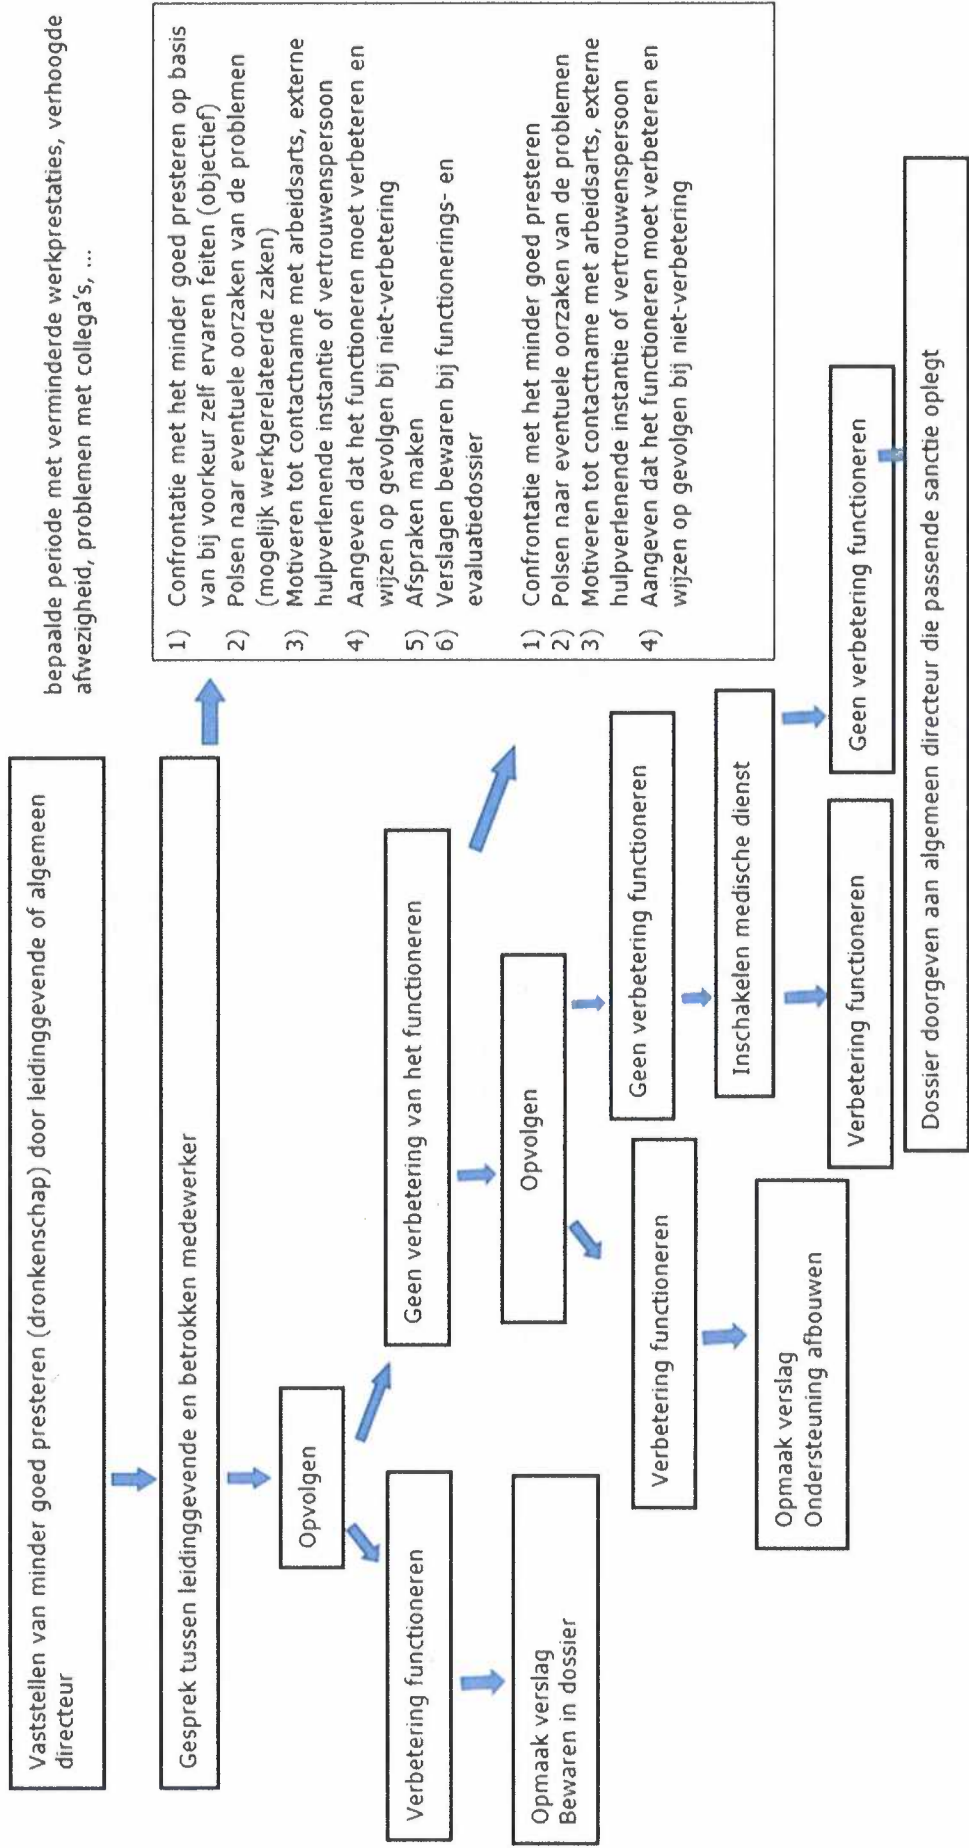 Vaststellen van minder goed presteren (dronkenschap) door leidinggevende of algemeen
directeur
bepaalde periode met verminderde werkprestaties, verhoogde
afwezigheid, problemen met collega's, ...
Gesprek tussen leidinggevende en betrokken medewerker
1) Confrontatie met het minder goed presteren op basis
van bij voorkeur zelf ervaren feiten (objectief)
2) Polsen naar eventuele oorzaken van de problemen
(mogelijk werkgerelateerde zaken)
3) Motiveren tot contactname met arbeidsarts, externe
hulpverlenende instantie of vertrouwenspersoon
4) Aangeven dat het functioneren moet verbeteren en
wijzen op gevolgen bij niet-verbetering
5) Afspraken maken
6) Verslagen bewaren bij functionerings- en
evaluatiedossier
Opvolgen
Verbetering functioneren
Geen verbetering van het functioneren
1) Confrontatie met het minder goed presteren
2) Polsen naar eventuele oorzaken van de problemen
3) Motiveren tot contactname met arbeidsarts, externe
hulpverlenende instantie of vertrouwenspersoon
4) Aangeven dat het functioneren moet verbeteren en
wijzen op gevolgen bij niet-verbetering
Opmaak verslag
Bewaren in dossier
Opvolgen
Verbetering functioneren
Geen verbetering functioneren
Opmaak verslag
Ondersteuning afbouwen
Inschakelen medische dienst
Verbetering functioneren
Geen verbetering functioneren
Dossier doorgeven aan algemeen directeur die passende sanctie oplegt